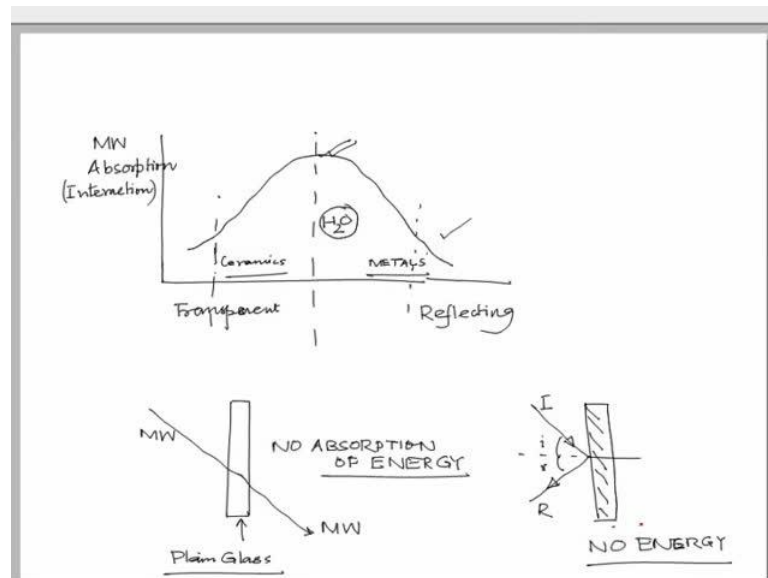 MW
Absorption
(Interaction)
H2O
Ceramics
METALS
Transparent
Reflecting
MW
NO ABSORPTION
OF ENERGY
MW
Plain Glass
I
i
r
R
NO ENERGY